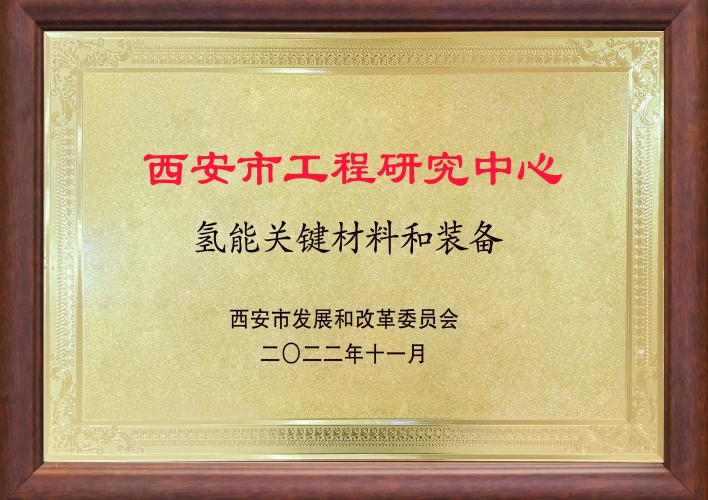 西安市工程研究中心
氢能关键材料和装备
西安市发展和改革委员会
二〇二二年十一月